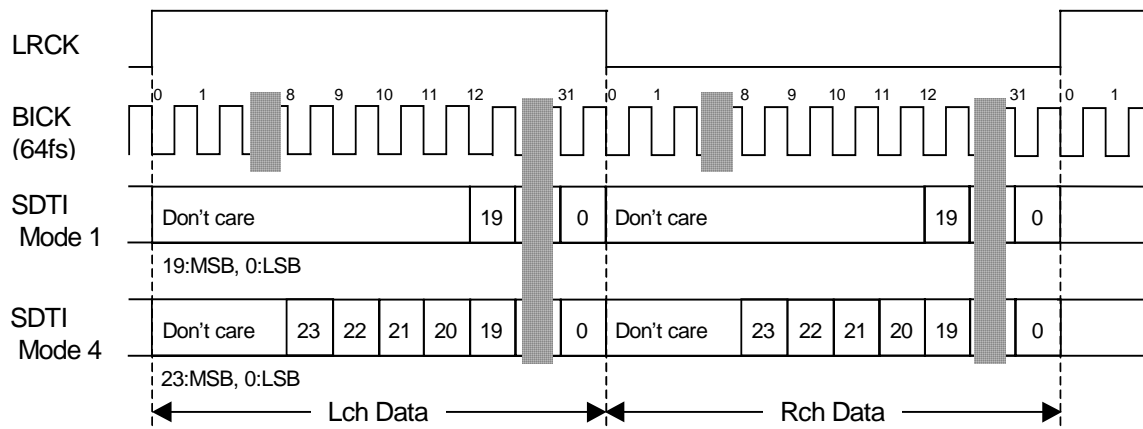 LRCK
0 1 8 9 10 11 12 31 0 1 8 9 10 11 12 31 0 1
BICK
(64fs)
SDTI
Mode 1
Don't care 19 0 Don't care 19 0
19:MSB, 0:LSB
SDTI
Mode 4
Don't care 23 22 21 20 19 0 Don't care 23 22 21 20 19 0
23:MSB, 0:LSB
Lch Data Rch Data